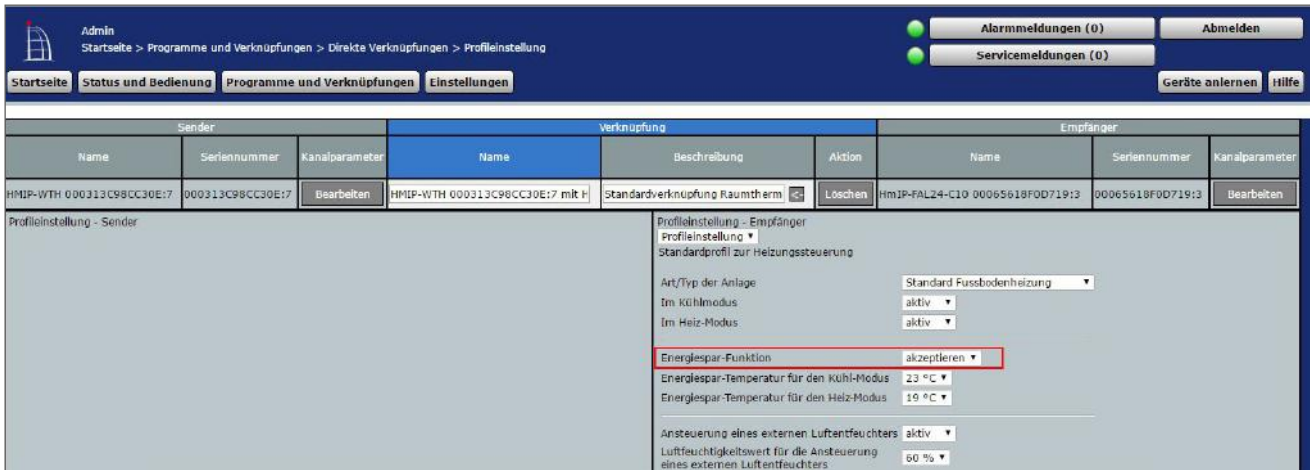 Admin
Startseite > Programme und Verknüpfungen > Direkte Verknüpfungen > Profileinstellung
Alarmmeldungen (0)
Abmelden
Servicemeldungen (0)
Startseite
Status und Bedienung
Programme und Verknüpfungen
Einstellungen
Geräte anlernen
Hilfe
Sender
Verknüpfung
Empfänger
Name
Seriennummer
Kanalparameter
Name
Beschreibung
Aktion
Name
Seriennummer
Kanalparameter
HMIP-WTH 000313C98CC30E:7
000313C98CC30E:7
Bearbeiten
HMIP-WTH 000313C98CC30E:7 mit H
Standardverknüpfung Raumtherm
<-
Löschen
HmIP-FAL24-C10 00065618F0D719:3
00065618F0D719:3
Bearbeiten
Profileinstellung - Sender
Profileinstellung - Empfänger
Profileinstellung
Standardprofil zur Heizungssteuerung
Art/Typ der Anlage
Standard Fussbodenheizung
Im Kühlmodus
aktiv
Im Heiz-Modus
aktiv
Energiespar-Funktion
akzeptieren
Energiespar-Temperatur für den Kühl-Modus
23 °C
Energiespar-Temperatur für den Heiz-Modus
19 °C
Ansteuerung eines externen Luftentfeuchters
aktiv
Luftfeuchtigkeitswert für die Ansteuerung
eines externen Luftentfeuchters
60 %